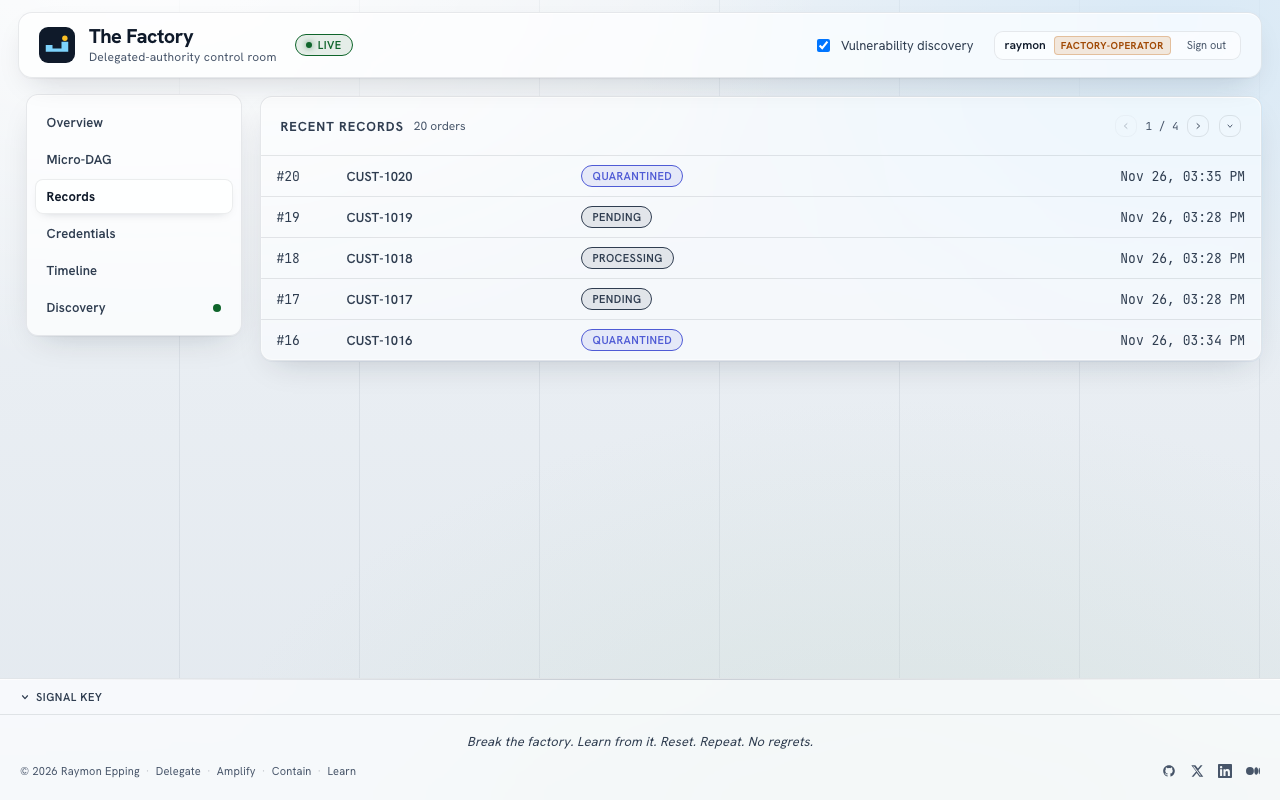 The Factory
Delegated-authority control room
LIVE
Vulnerability discovery
raymon FACTORY-OPERATOR Sign out
Overview
Micro-DAG
Records
Credentials
Timeline
Discovery
RECENT RECORDS 20 orders
1 / 4
#20 CUST-1020 QUARANTINED Nov 26, 03:35 PM
#19 CUST-1019 PENDING Nov 26, 03:28 PM
#18 CUST-1018 PROCESSING Nov 26, 03:28 PM
#17 CUST-1017 PENDING Nov 26, 03:28 PM
#16 CUST-1016 QUARANTINED Nov 26, 03:34 PM
SIGNAL KEY
Break the factory. Learn from it. Reset. Repeat. No regrets.
© 2026 Raymon Epping · Delegate · Amplify · Contain · Learn